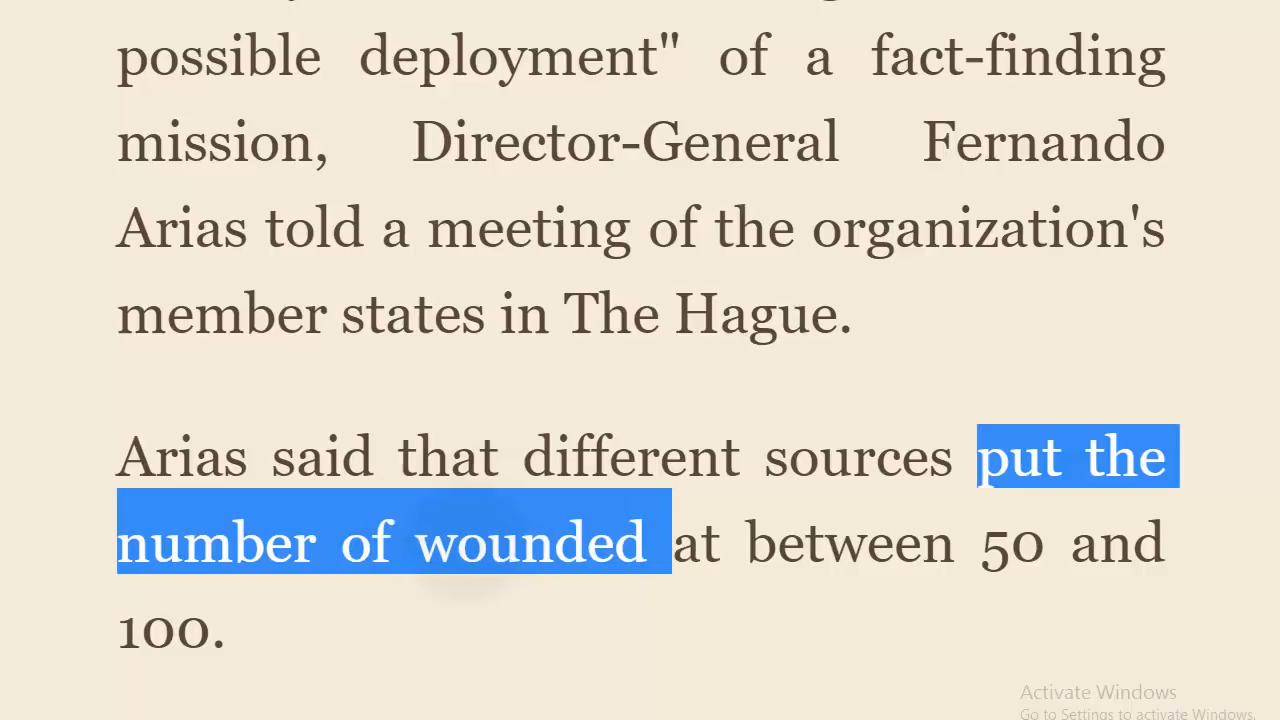 possible deployment" of a fact-finding
mission, Director-General Fernando
Arias told a meeting of the organization's
member states in The Hague.
Arias said that different sources put the
number of wounded at between 50 and
100.
Activate Windows
Go to Settings to activate Windows.